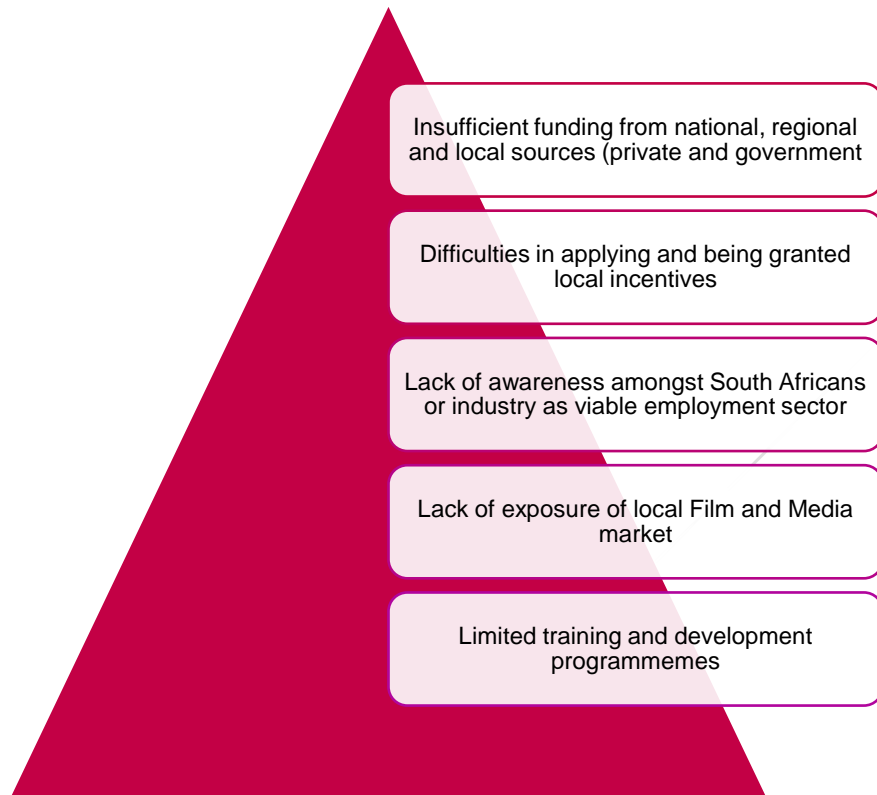 Insufficient funding from national, regional
and local sources (private and government
Difficulties in applying and being granted
local incentives
Lack of awareness amongst South Africans
or industry as viable employment sector
Lack of exposure of local Film and Media
market
Limited training and development
programmemes